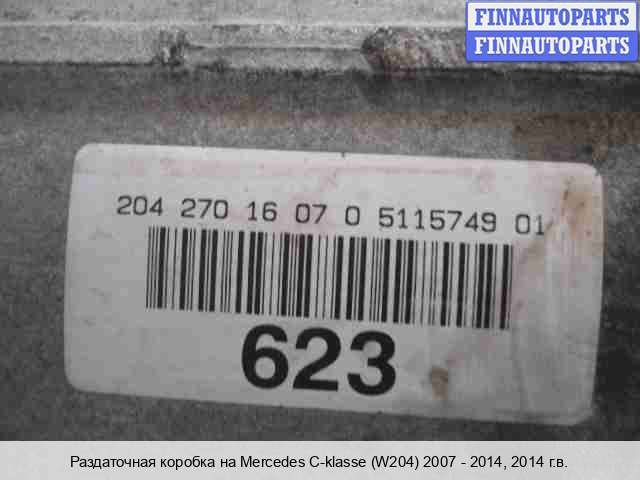 FINNAUTOPARTS
FINNAUTOPARTS
204 270 16 07 0 5115749 01
623
Раздаточная коробка на Mercedes C-klasse (W204) 2007 - 2014, 2014 г.в.